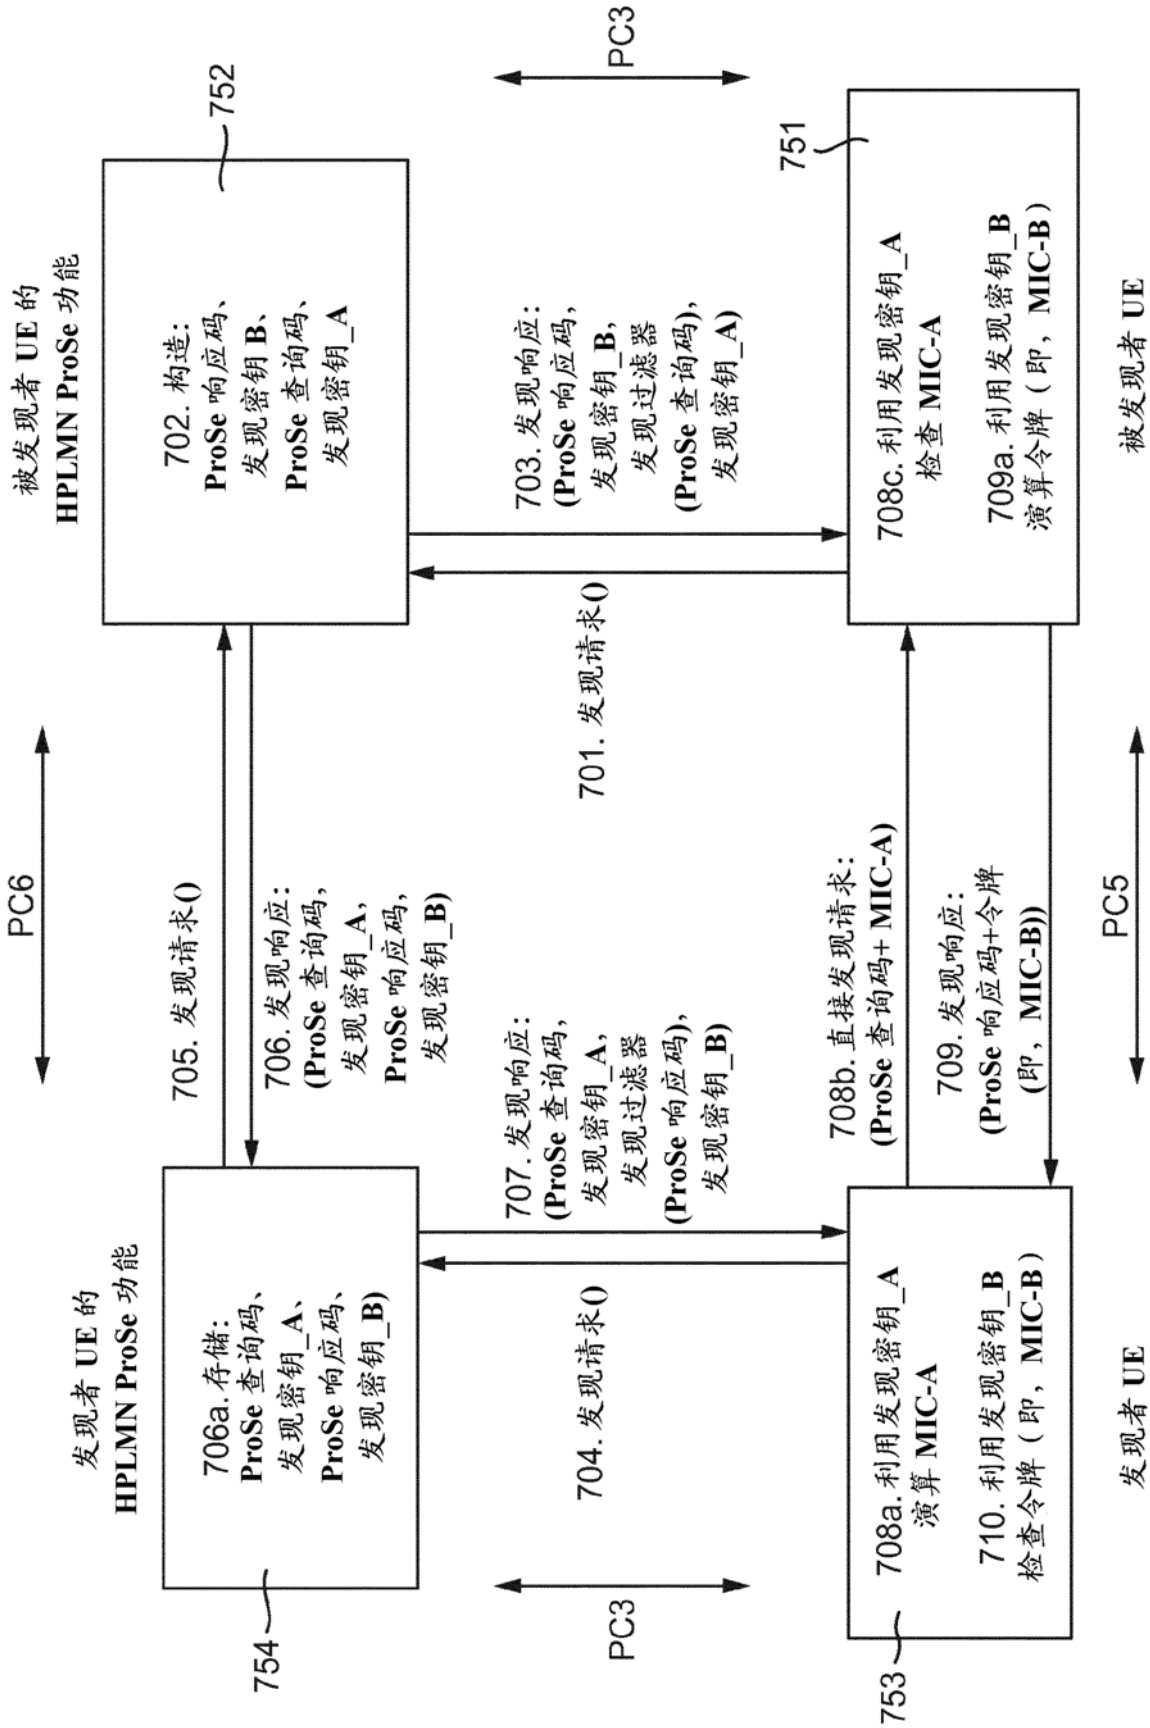 PC6
发现者 UE 的
HPLMN ProSe 功能
被发现者 UE 的
HPLMN ProSe 功能
754
706a. 存储:
ProSe 查询码、
发现密钥_A、
ProSe 响应码、
发现密钥_B)
705. 发现请求()
706. 发现响应:
(ProSe 查询码,
发现密钥_A,
ProSe 响应码,
发现密钥_B)
752
702. 构造:
ProSe 响应码、
发现密钥 B、
ProSe 查询码、
发现密钥_A
PC3
704. 发现请求()
707. 发现响应:
(ProSe 查询码,
发现密钥_A,
发现过滤器
(ProSe 响应码),
发现密钥_B)
701. 发现请求()
703. 发现响应:
(ProSe 响应码,
发现密钥_B,
发现过滤器
(ProSe 查询码),
发现密钥_A)
PC3
753
708a. 利用发现密钥_A
演算 MIC-A
710. 利用发现密钥_B
检查令牌（即，MIC-B）
708b. 直接发现请求:
(ProSe 查询码+ MIC-A)
709. 发现响应:
(ProSe 响应码+令牌
(即，MIC-B))
751
708c. 利用发现密钥_A
检查 MIC-A
709a. 利用发现密钥_B
演算令牌（即，MIC-B）
发现者 UE
PC5
被发现者 UE